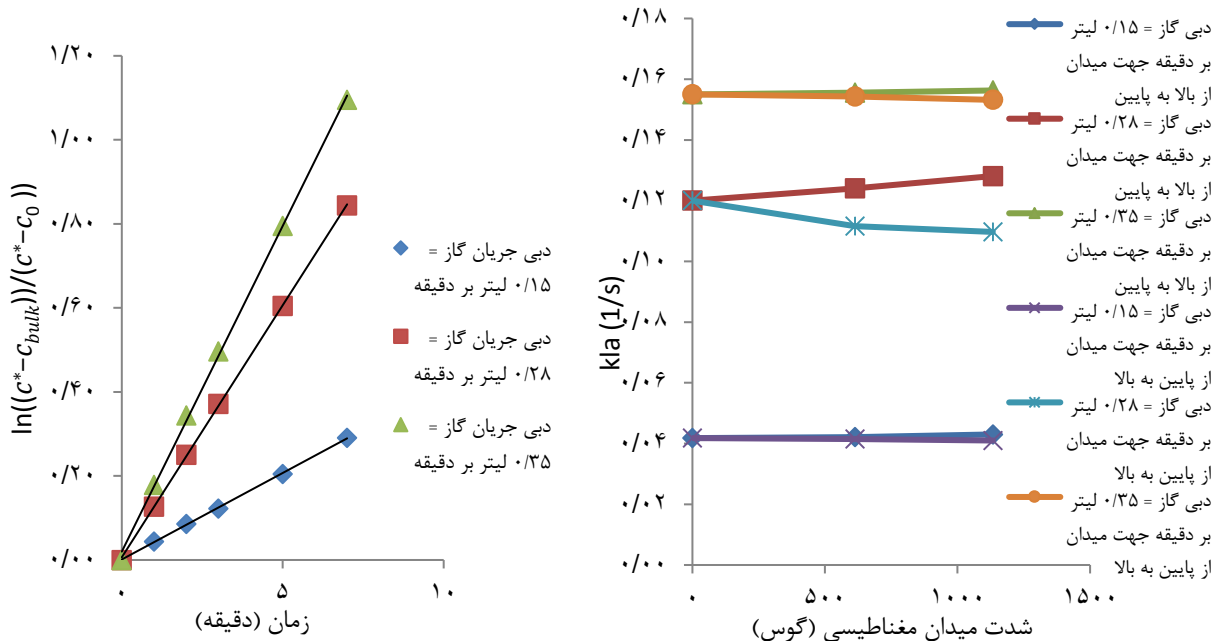 ۱/۲۰
۱/۰۰
۰/۸۰
۰/۶۰
۰/۴۰
۰/۲۰
۰/۰۰
ln((c*−c_bulk))/(c*−c_0 ))
۰
۵
۱۰
زمان (دقیقه)
دبی جریان گاز =
۰/۱۵ لیتر بر دقیقه
دبی جریان گاز =
۰/۲۸ لیتر بر دقیقه
دبی جریان گاز =
۰/۳۵ لیتر بر دقیقه
۰/۱۸
۰/۱۶
۰/۱۴
۰/۱۲
۰/۱۰
۰/۰۸
۰/۰۶
۰/۰۴
۰/۰۲
۰/۰۰
kla (1/s)
۰
۵۰۰
۱۰۰۰
۱۵۰۰
شدت میدان مغناطیسی (گوس)
دبی گاز = ۰/۱۵ لیتر
بر دقیقه جهت میدان
از بالا به پایین
دبی گاز = ۰/۲۸ لیتر
بر دقیقه جهت میدان
از بالا به پایین
دبی گاز = ۰/۳۵ لیتر
بر دقیقه جهت میدان
از بالا به پایین
دبی گاز = ۰/۱۵ لیتر
بر دقیقه جهت میدان
از پایین به بالا
دبی گاز = ۰/۲۸ لیتر
بر دقیقه جهت میدان
از پایین به بالا
دبی گاز = ۰/۳۵ لیتر
بر دقیقه جهت میدان
از پایین به بالا